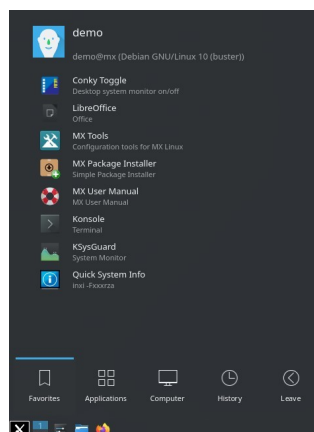 demo
demo@mx (Debian GNU/Linux 10 (buster))
Conky Toggle
Desktop system monitor on/off
LibreOffice
Office
MX Tools
Configuration tools for MX Linux
MX Package Installer
Simple Package Installer
MX User Manual
MX User Manual
Konsole
Terminal
KSysGuard
System Monitor
Quick System Info
inxi -Fxxxrza
Favorites Applications Computer History Leave
1